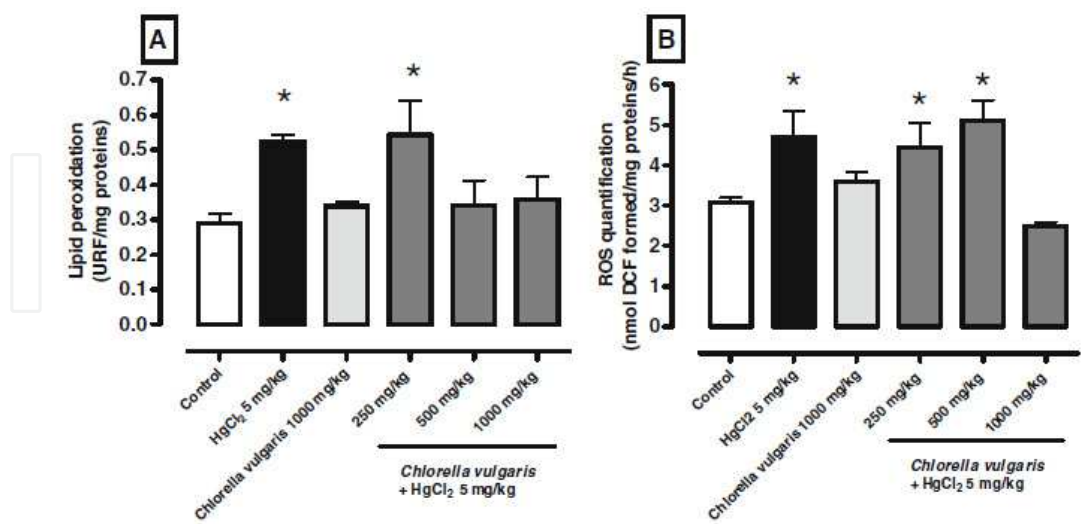 A
Lipid peroxidation
(URF/mg proteins)
0.7
0.6
0.5
0.4
0.3
0.2
0.1
0.0
*
*
Control
HgCl₂ 5 mg/kg
Chlorella vulgaris 1000 mg/kg
250 mg/kg
500 mg/kg
1000 mg/kg
Chlorella vulgaris
+ HgCl₂ 5 mg/kg
B
ROS quantification
(nmol DCF formed/mg proteins/h)
6
5
4
3
2
1
0
*
*
*
Control
HgCl2 5 mg/kg
Chlorella vulgaris 1000 mg/kg
250 mg/kg
500 mg/kg
1000 mg/kg
Chlorella vulgaris
+ HgCl₂ 5 mg/kg